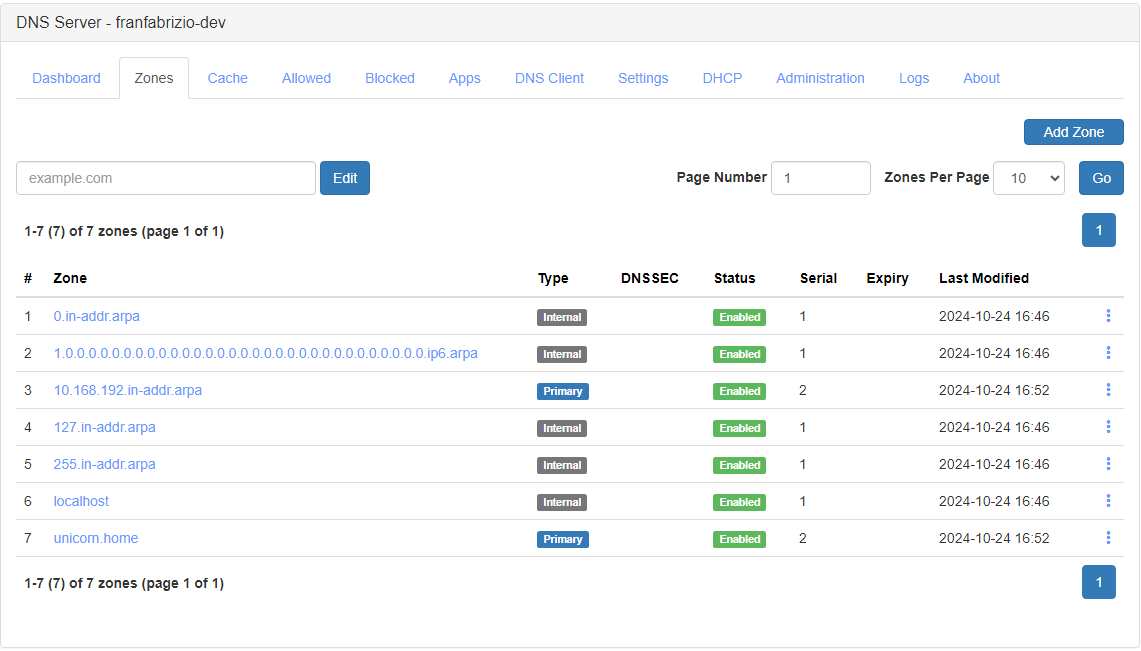 DNS Server - franfabrizio-dev
Dashboard Zones Cache Allowed Blocked Apps DNS Client Settings DHCP Administration Logs About
Add Zone
example.com Edit Page Number 1 Zones Per Page 10 Go
1-7 (7) of 7 zones (page 1 of 1) 1
# Zone Type DNSSEC Status Serial Expiry Last Modified
1 0.in-addr.arpa Internal Enabled 1 2024-10-24 16:46
2 1.0.0.0.0.0.0.0.0.0.0.0.0.0.0.0.0.0.0.0.0.0.0.0.0.0.0.0.0.0.0.0.ip6.arpa Internal Enabled 1 2024-10-24 16:46
3 10.168.192.in-addr.arpa Primary Enabled 2 2024-10-24 16:52
4 127.in-addr.arpa Internal Enabled 1 2024-10-24 16:46
5 255.in-addr.arpa Internal Enabled 1 2024-10-24 16:46
6 localhost Internal Enabled 1 2024-10-24 16:46
7 unicorn.home Primary Enabled 2 2024-10-24 16:52
1-7 (7) of 7 zones (page 1 of 1) 1